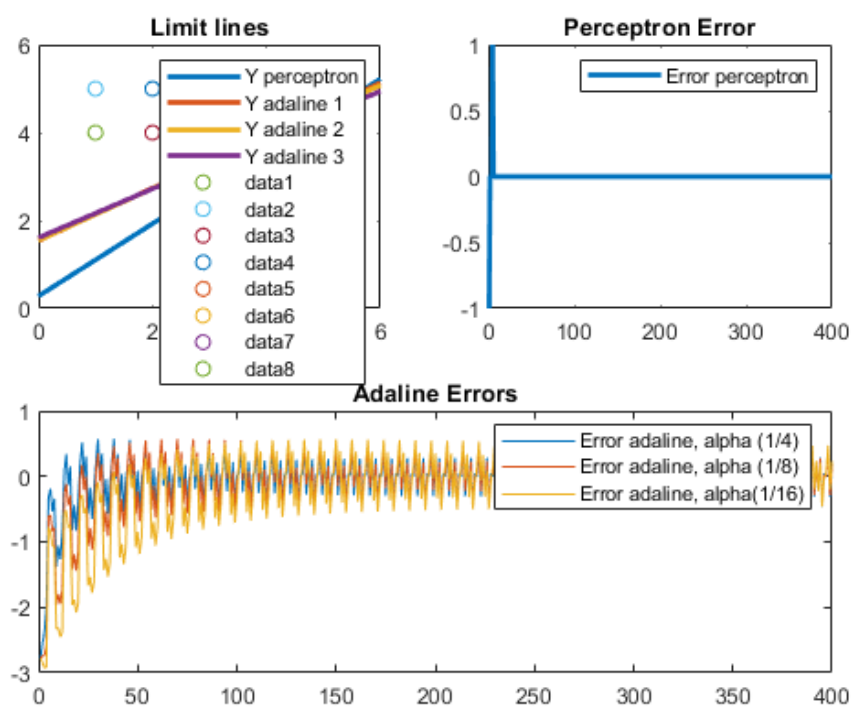 Limit lines
6
4
2
0
0
2
6
Y perceptron
Y adaline 1
Y adaline 2
Y adaline 3
data1
data2
data3
data4
data5
data6
data7
data8
Perceptron Error
1
0.5
0
-0.5
-1
0
100
200
300
400
Error perceptron
Adaline Errors
1
0
-1
-2
-3
0
50
100
150
200
250
300
350
400
Error adaline, alpha (1/4)
Error adaline, alpha (1/8)
Error adaline, alpha(1/16)